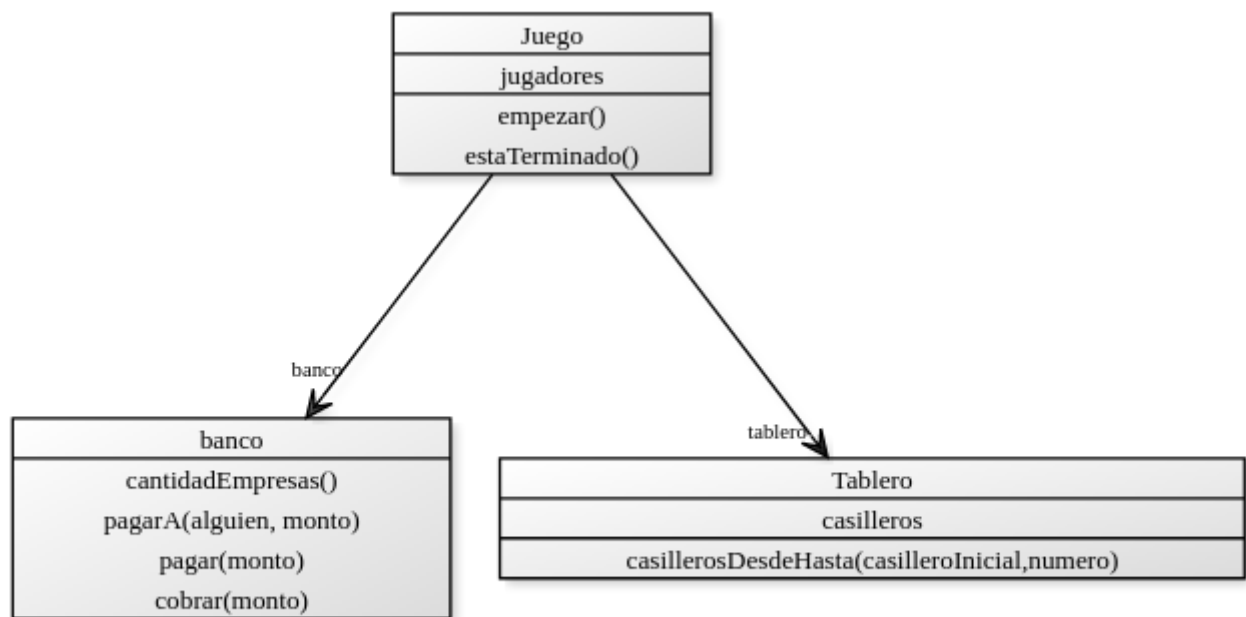 Juego
jugadores
empezar()
estaTerminado()
banco
tablero
banco
cantidadEmpresas()
pagarA(alguien, monto)
pagar(monto)
cobrar(monto)
Tablero
casilleros
casillerosDesdeHasta(casilleroInicial,numero)